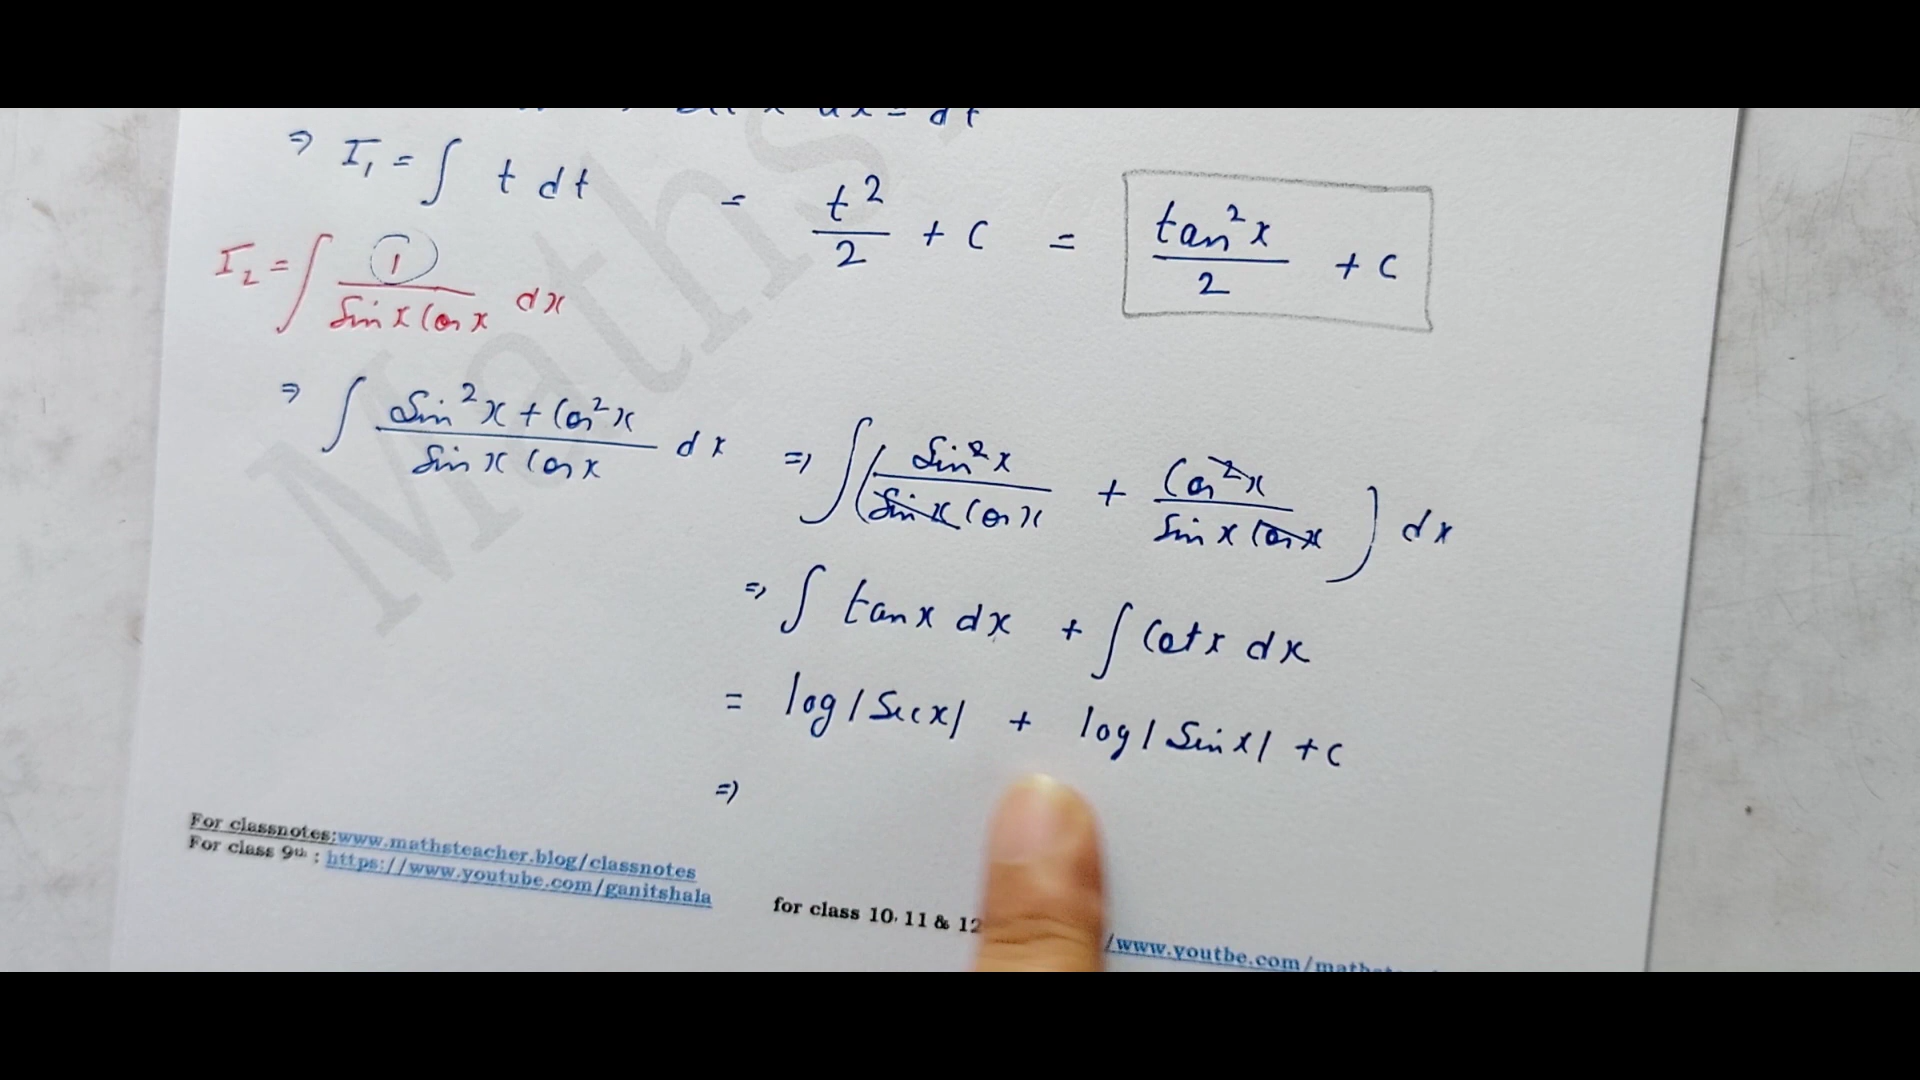 ⇒ I₁ = ∫ t dt = t²/2 + C = tan²x/2 + C
I₂ = ∫ 1/(Sin x Cos x) dx
⇒ ∫ (Sin²x + Cos²x)/(Sin x Cos x) dx ⇒ ∫ (Sin²x/(Sin x Cos x) + Cos²x/(Sin x Cos x)) dx
⇒ ∫ tan x dx + ∫ Cot x dx
= log|Sec x| + log|Sin x| + C
⇒
For classnotes:www.mathsteacher.blog/classnotes
For class 9th : https://www.youtube.com/ganitshala
for class 10, 11 & 12 /www.youtbe.com/
Maths